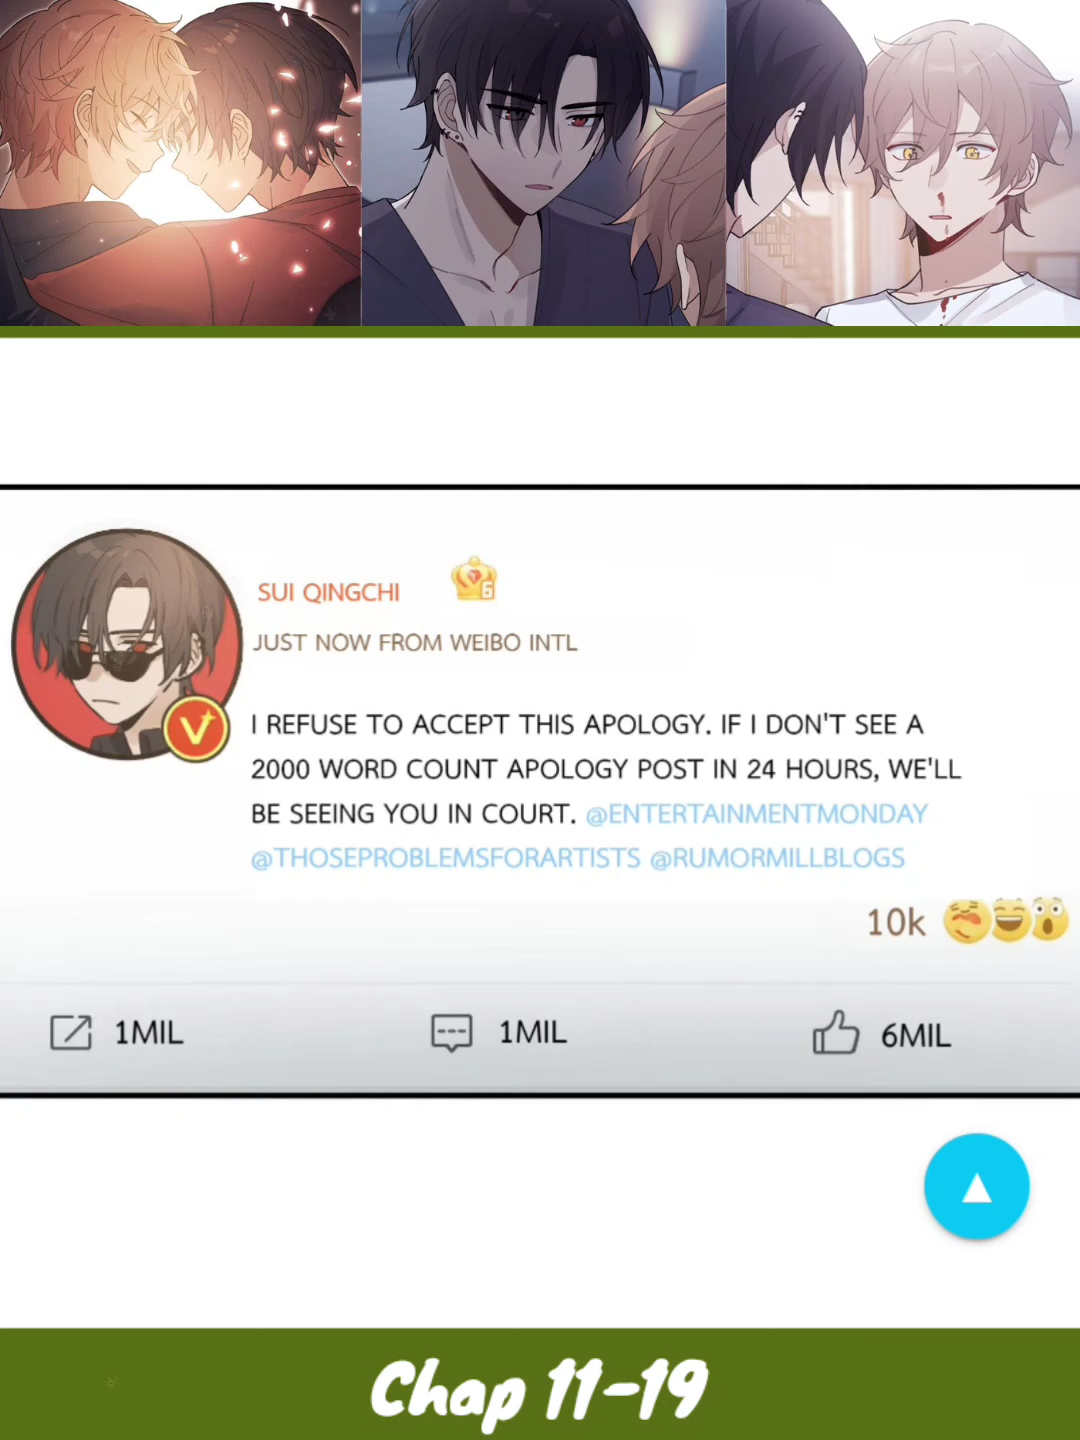 SUI QINGCHI
6
JUST NOW FROM WEIBO INTL
V
I REFUSE TO ACCEPT THIS APOLOGY. IF I DON'T SEE A
2000 WORD COUNT APOLOGY POST IN 24 HOURS, WE'LL
BE SEEING YOU IN COURT. @ENTERTAINMENTMONDAY
@THOSEPROBLEMSFORARTISTS @RUMORMILLBLOGS
10k
1MIL 1MIL 6MIL
Chap 11-19